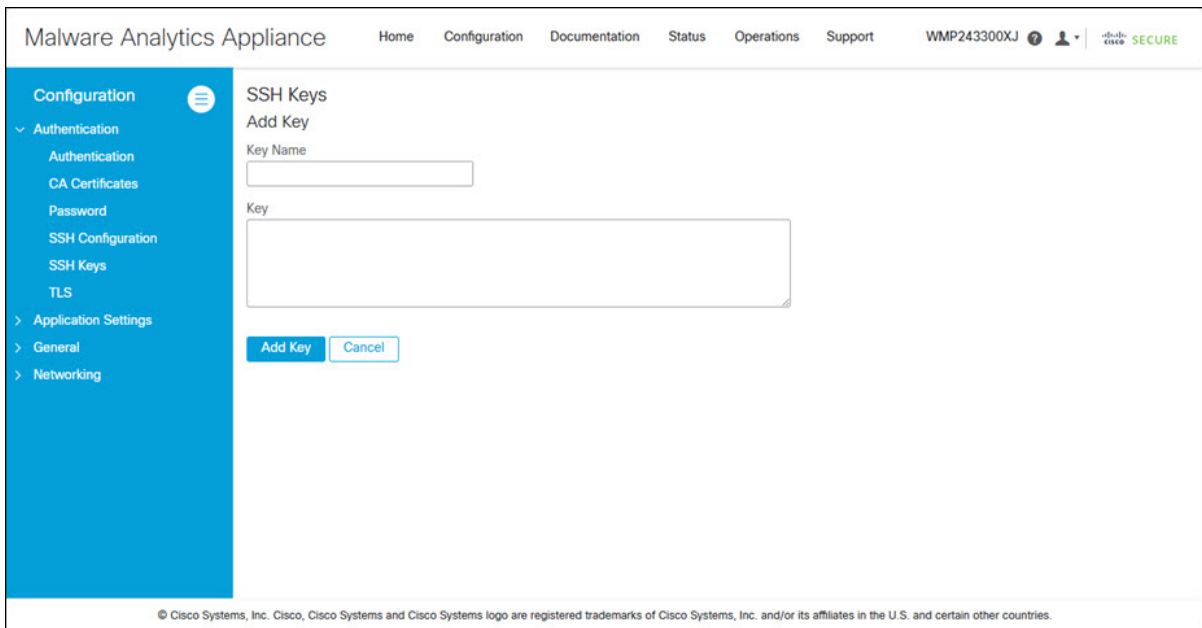 Malware Analytics Appliance
Home Configuration Documentation Status Operations Support
WMP243300XJ
cisco SECURE
Configuration
Authentication
Authentication
CA Certificates
Password
SSH Configuration
SSH Keys
TLS
Application Settings
General
Networking
SSH Keys
Add Key
Key Name
Key
Add Key Cancel
© Cisco Systems, Inc. Cisco, Cisco Systems and Cisco Systems logo are registered trademarks of Cisco Systems, Inc. and/or its affiliates in the U.S. and certain other countries.